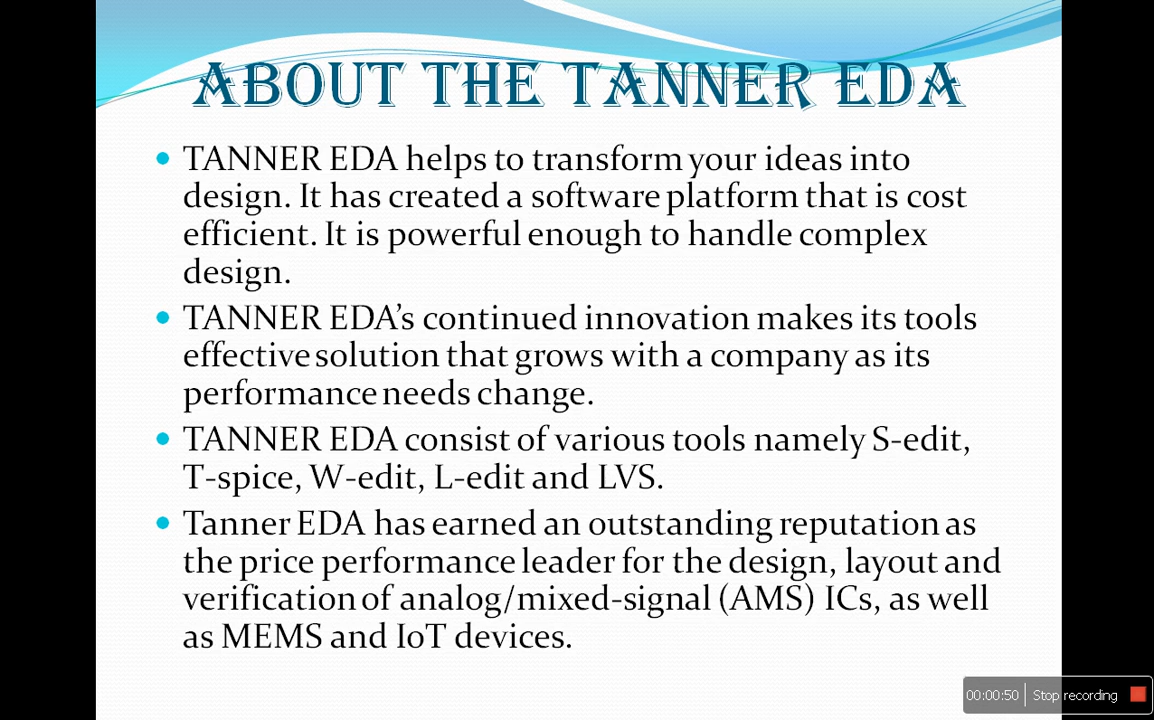 ABOUT THE TANNER EDA
TANNER EDA helps to transform your ideas into
design. It has created a software platform that is cost
efficient. It is powerful enough to handle complex
design.
TANNER EDA’s continued innovation makes its tools
effective solution that grows with a company as its
performance needs change.
TANNER EDA consist of various tools namely S-edit,
T-spice, W-edit, L-edit and LVS.
Tanner EDA has earned an outstanding reputation as
the price performance leader for the design, layout and
verification of analog/mixed-signal (AMS) ICs, as well
as MEMS and IoT devices.
00:00:50 Stop recording